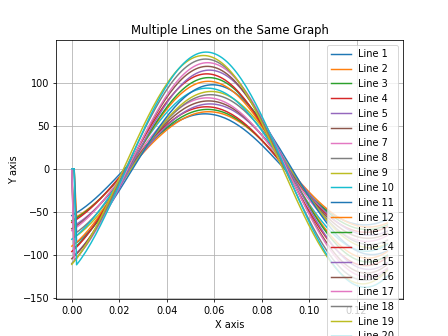 Multiple Lines on the Same Graph
Y axis
100
50
0
−50
−100
−150
0.00
0.02
0.04
0.06
0.08
0.10
X axis
Line 1
Line 2
Line 3
Line 4
Line 5
Line 6
Line 7
Line 8
Line 9
Line 10
Line 11
Line 12
Line 13
Line 14
Line 15
Line 16
Line 17
Line 18
Line 19
Line 20